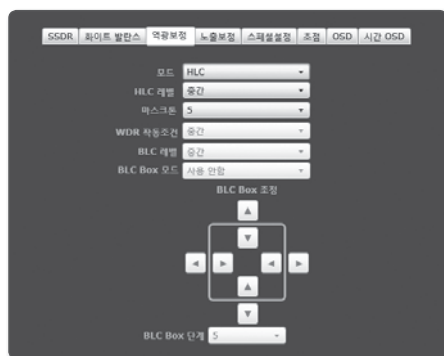 SSDR 화이트 발란스 역광보정 노출보정 스페셜설정 초점 OSD 시간 OSD
모드 HLC
HLC 레벨 중간
마스크톤 5
WDR 작동조건 중간
BLC 레벨 중간
BLC Box 모드 사용 안함
BLC Box 조정
BLC Box 단계 5